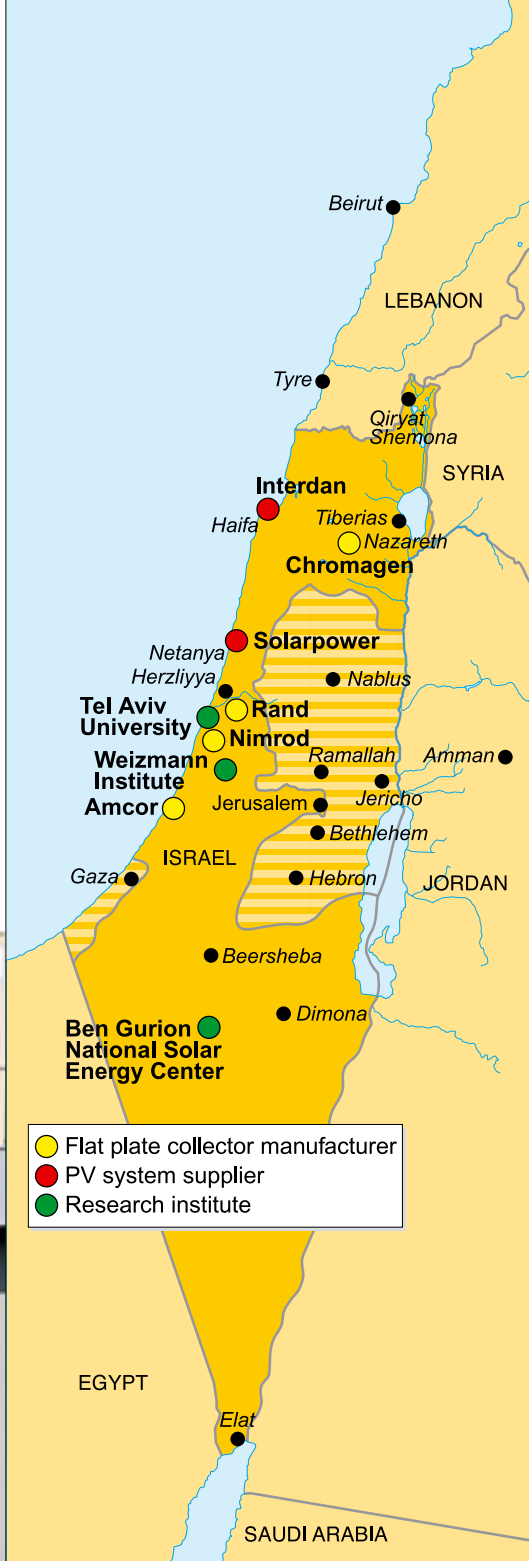 Beirut
LEBANON
Tyre
Qiryat
Shemona
SYRIA
Interdan
Haifa
Tiberias
Nazareth
Chromagen
Netanya
Solarpower
Herzliyya
Nablus
Tel Aviv
University
Rand
Nimrod
Weizmann
Institute
Ramallah
Amman
Amcor
Jerusalem
Jericho
Bethlehem
ISRAEL
Gaza
Hebron
JORDAN
Beersheba
Dimona
Ben Gurion
National Solar
Energy Center
Flat plate collector manufacturer
PV system supplier
Research institute
EGYPT
Elat
SAUDI ARABIA